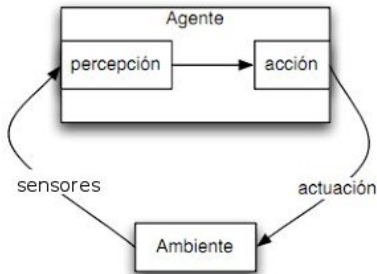 Agente
percepción
acción
sensores
actuación
Ambiente